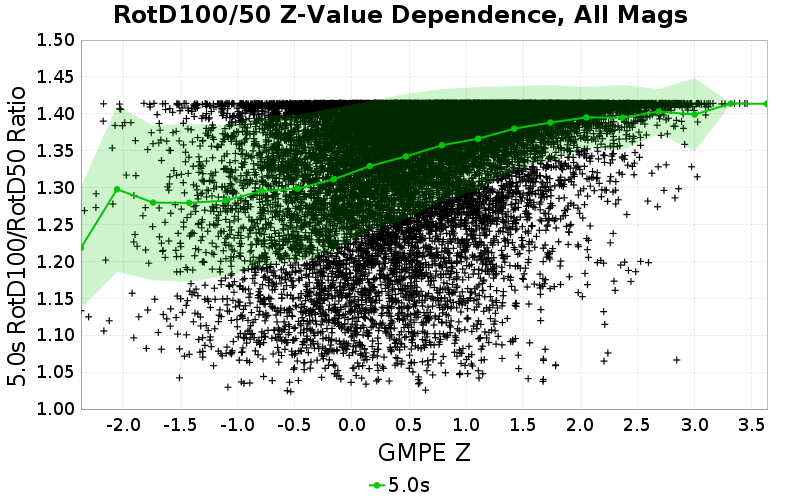 RotD100/50 Z-Value Dependence, All Mags
5.0s RotD100/RotD50 Ratio
1.50
1.45
1.40
1.35
1.30
1.25
1.20
1.15
1.10
1.05
1.00
-2.0 -1.5 -1.0 -0.5 0.0 0.5 1.0 1.5 2.0 2.5 3.0 3.5
GMPE Z
5.0s